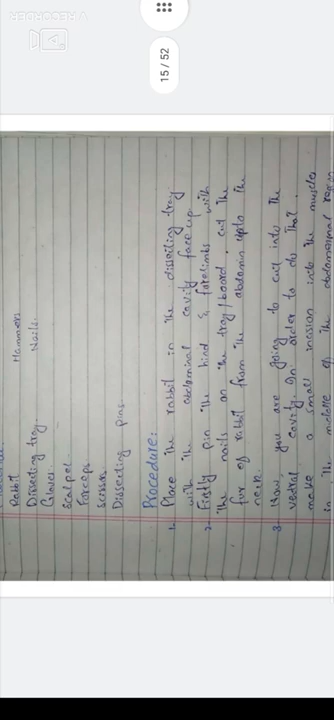 V RECORDER
15 / 52
Rabbit Hammer
Dissecting tray. Nails.
Gloves.
Scalpel.
Forceps
scissors
Dissecting pins.
Procedure:
1. Place the rabbit in the dissecting tray
with the abdominal cavity face up.
2. Firstly pin the hind & forelimbs with
the nails on the tray/board. cut the
fur of rabbit from the abdomen upto the
neck.
3. Now, you are going to cut into the
cavity. In order to do that
make a small incision into the muscles
in the middle of the abdominal region